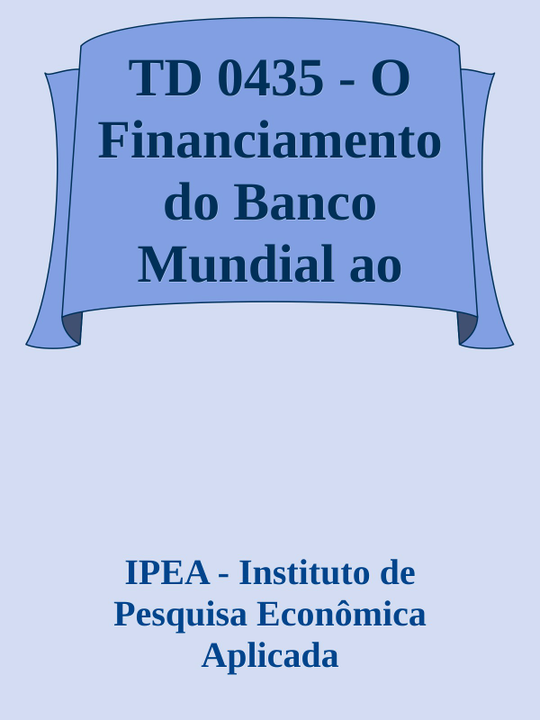 TD 0435 - O
Financiamento
do Banco
Mundial ao
IPEA - Instituto de
Pesquisa Econômica
Aplicada